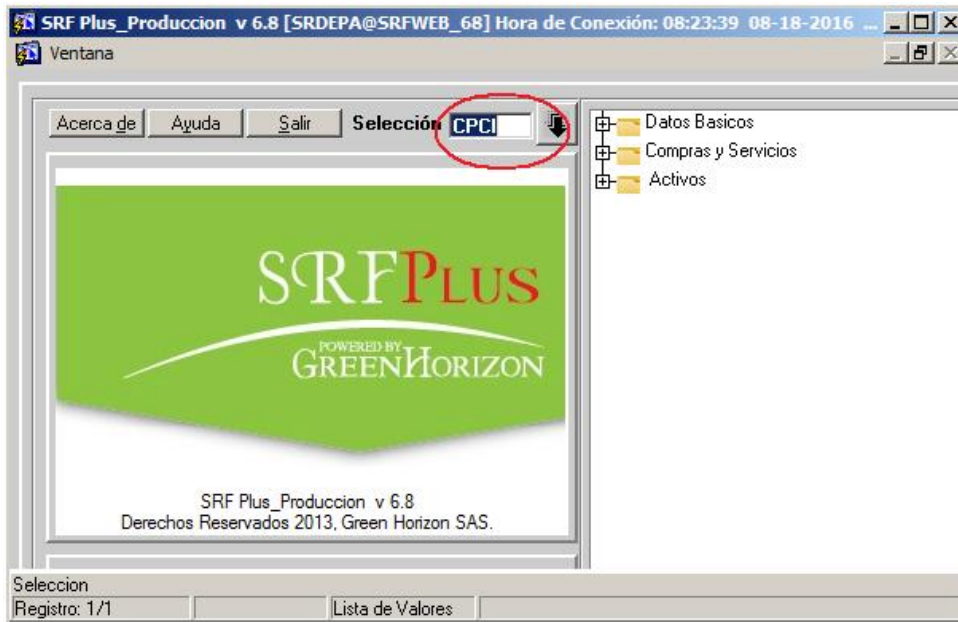 SRF Plus_Produccion v 6.8 [SRDEPA@SRFWEB_68] Hora de Conexión: 08:23:39 08-18-2016 ...
Ventana
Acerca de Ayuda Salir Selección CPCI
Datos Basicos
Compras y Servicios
Activos
SRFPLUS
POWERED BY
GREENHORIZON
SRF Plus_Produccion v 6.8
Derechos Reservados 2013, Green Horizon SAS.
Seleccion
Registro: 1/1 Lista de Valores